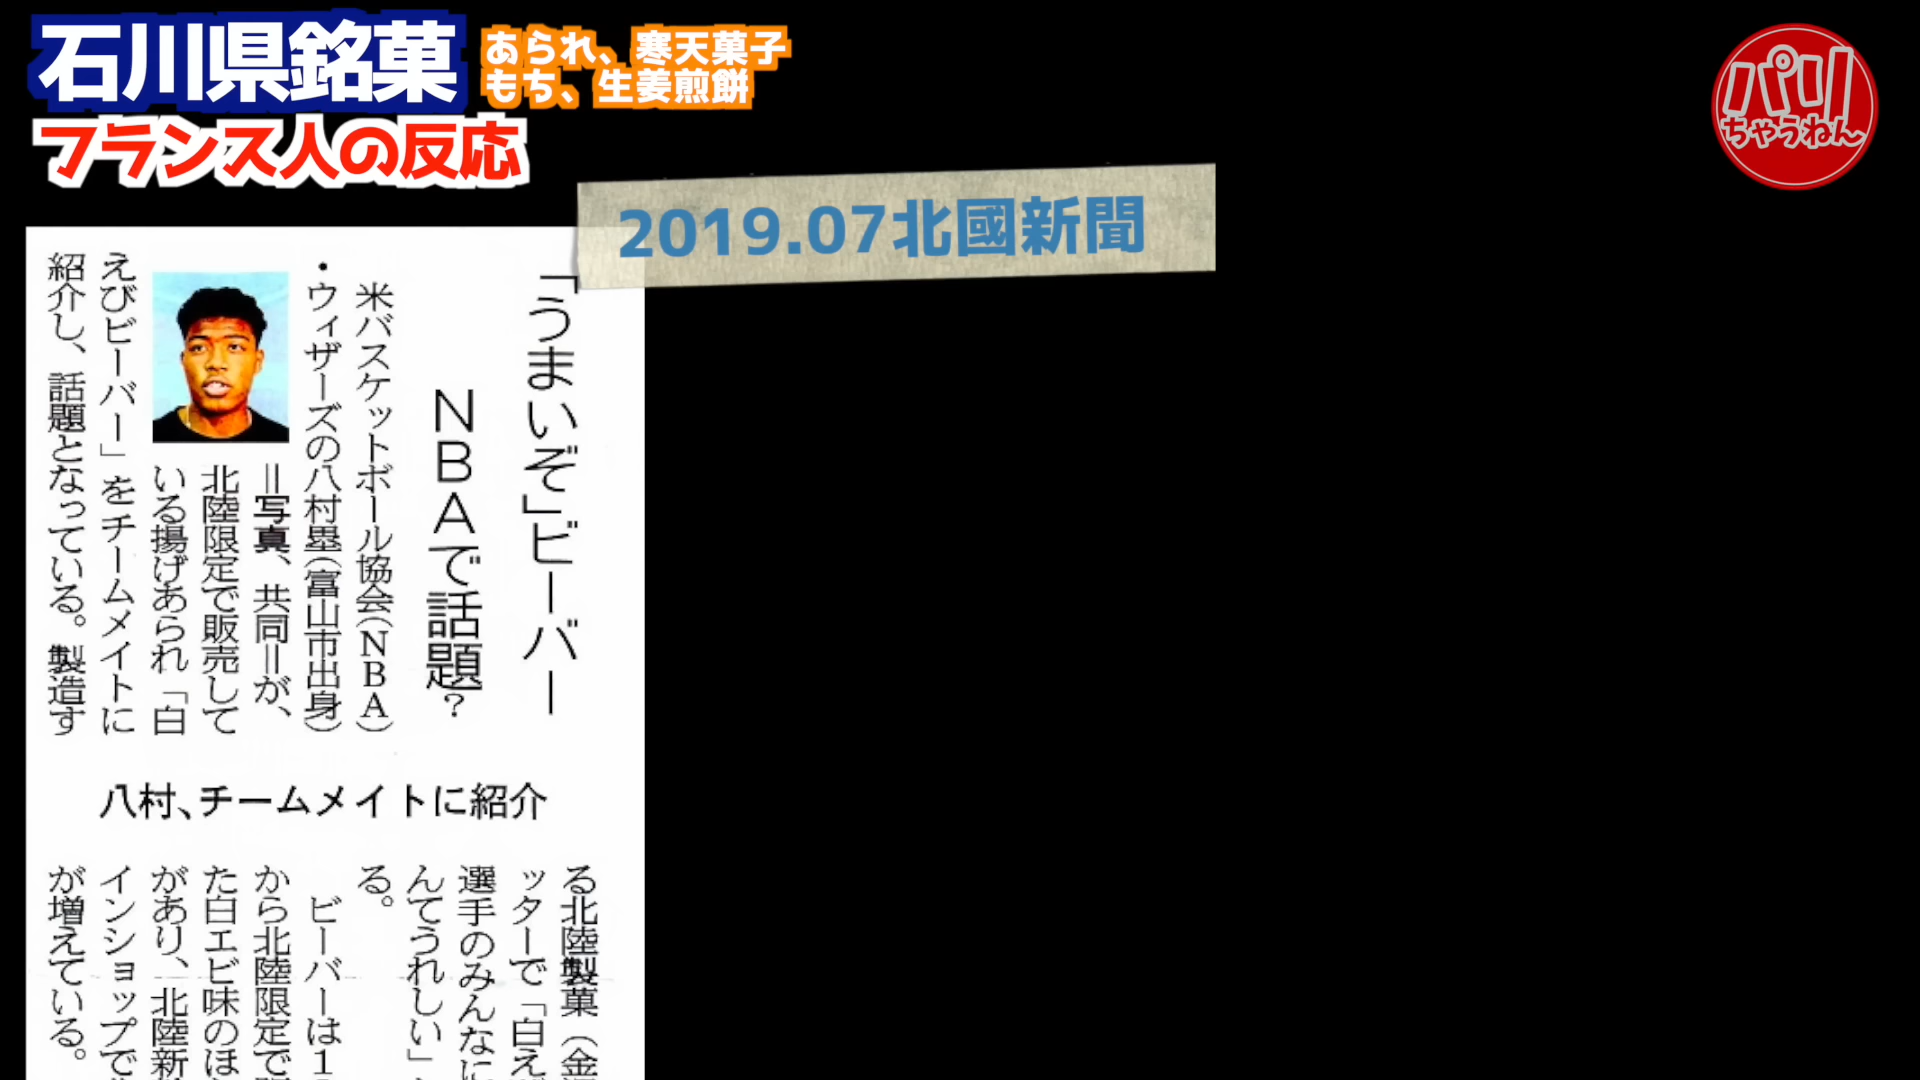 石川県銘菓
あられ、寒天菓子
もち、生姜煎餅
フランス人の反応
パリ
ちゃうねん
2019.07北國新聞
「うまいぞ」ビーバー
NBAで話題?
米バスケットボール協会(NBA)
・ウィザーズの八村塁(富山市出身)
=写真、共同=が、
北陸限定で販売して
いる揚げあられ「白
えびビーバー」をチームメイトに
紹介し、話題となっている。製造す
八村、チームメイトに紹介
る北陸製菓(金
ッターで「白え
選手のみんなに
んてうれしい」
る。
ビーバーは1
から北陸限定で
た白エビ味のほ
があり、北陸新
インショップで
が増えている。